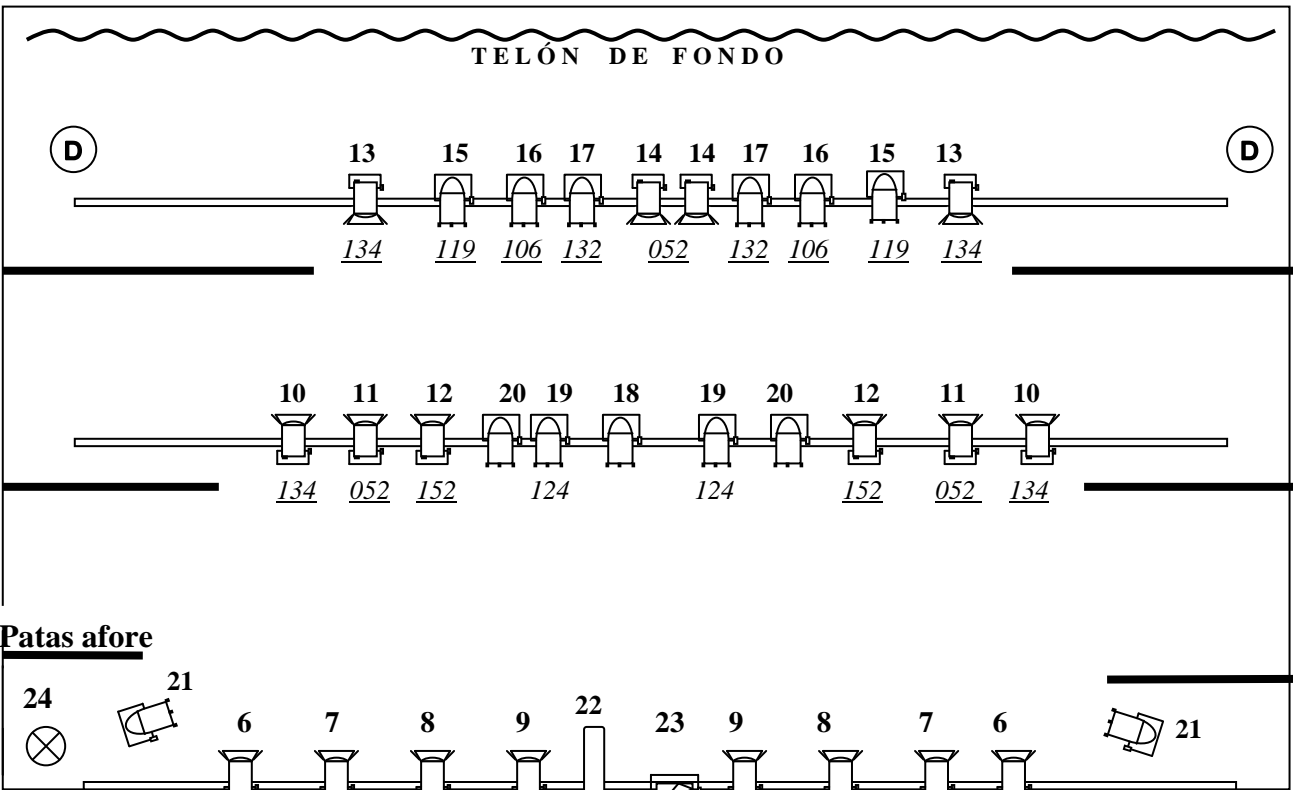 TELÓN DE FONDO
D D
13 15 16 17 14 14 17 16 15 13
134 119 106 132 052 132 106 119 134
10 11 12 20 19 18 19 20 12 11 10
134 052 152 124 124 152 052 134
Patas afore
24 21 6 7 8 9 22 23 9 8 7 6 21